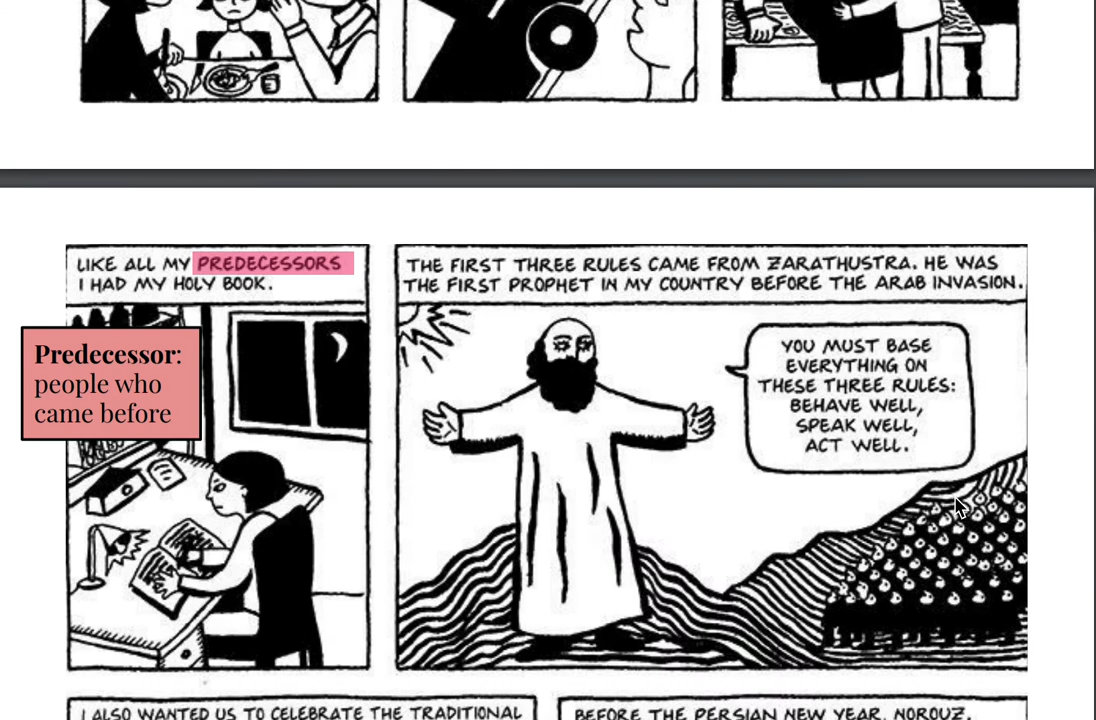 LIKE ALL MY PREDECESSORS
I HAD MY HOLY BOOK.
Predecessor:
people who
came before
THE FIRST THREE RULES CAME FROM ZARATHUSTRA. HE WAS
THE FIRST PROPHET IN MY COUNTRY BEFORE THE ARAB INVASION.
YOU MUST BASE
EVERYTHING ON
THESE THREE RULES:
BEHAVE WELL,
SPEAK WELL,
ACT WELL.
I ALSO WANTED US TO CELEBRATE THE TRADITIONAL
BEFORE THE PERSIAN NEW YEAR, NOROUZ,